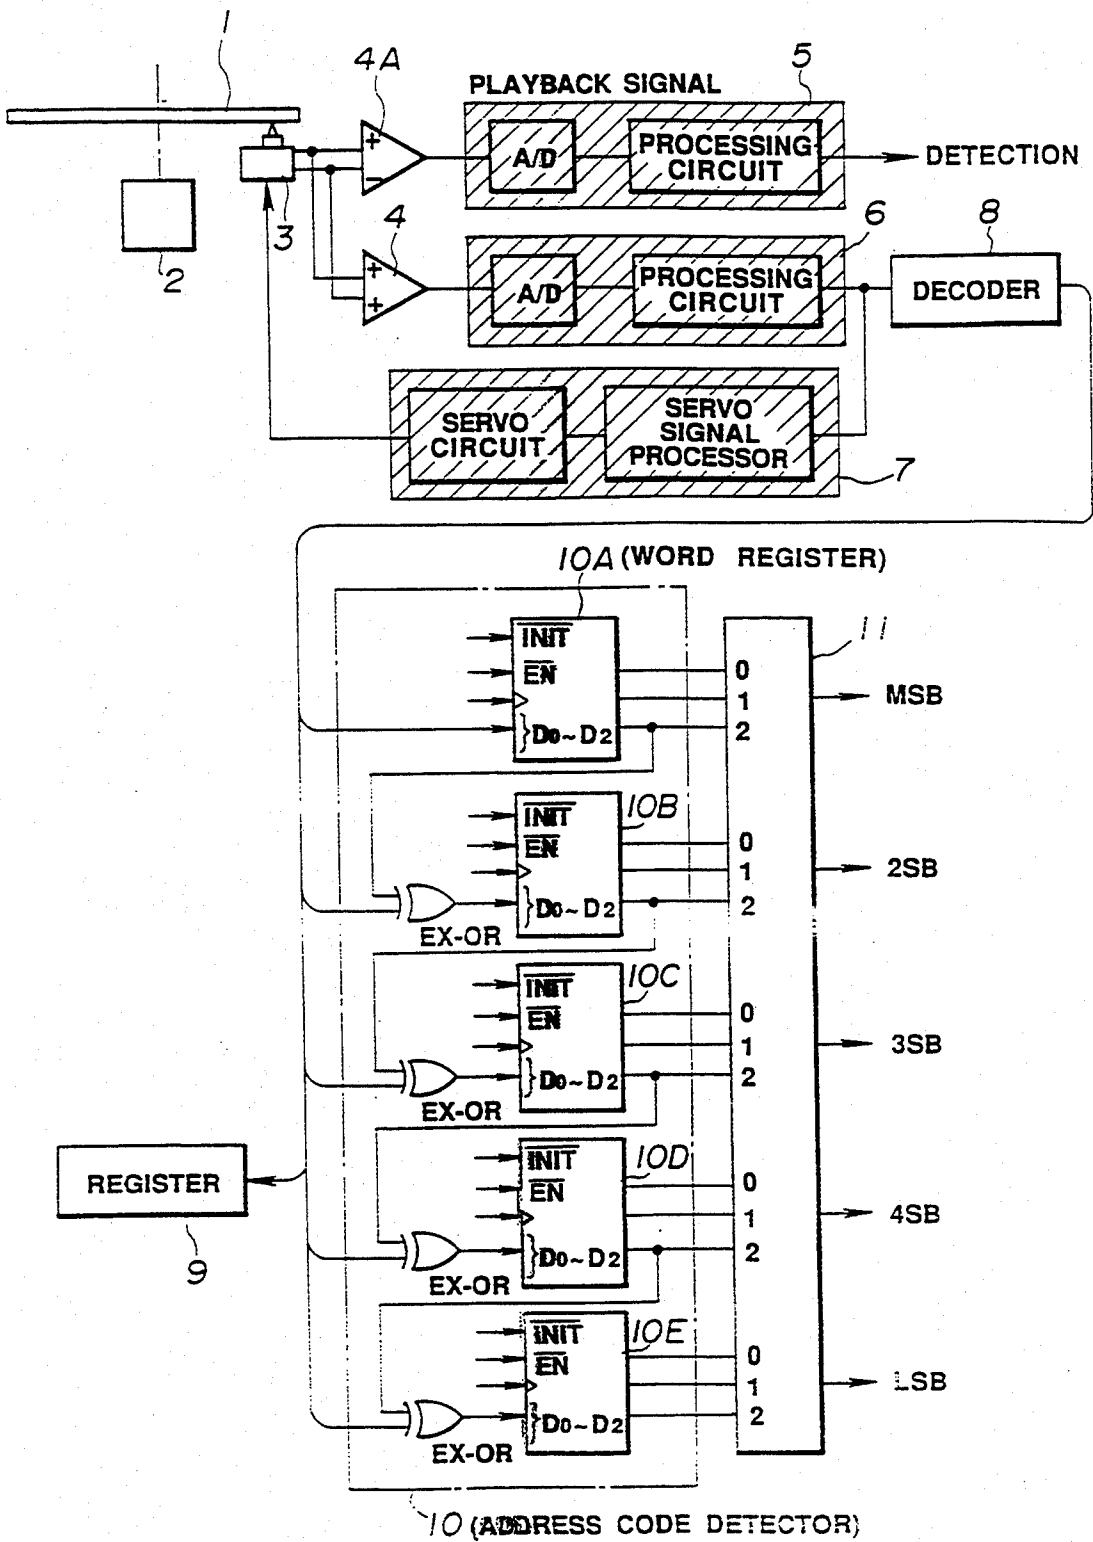 1
4A
PLAYBACK SIGNAL
5
+
−
A/D
PROCESSING
CIRCUIT
DETECTION
3
2
4
+
+
A/D
PROCESSING
CIRCUIT
6
8
DECODER
SERVO
CIRCUIT
SERVO
SIGNAL
PROCESSOR
7
10A (WORD REGISTER)
INIT
EN
D0~D2
0
1
2
11
MSB
10B
INIT
EN
D0~D2
EX-OR
0
1
2
2SB
10C
INIT
EN
D0~D2
EX-OR
0
1
2
3SB
REGISTER
9
10D
INIT
EN
D0~D2
EX-OR
0
1
2
4SB
10E
INIT
EN
D0~D2
EX-OR
0
1
2
LSB
10 (ADDRESS CODE DETECTOR)